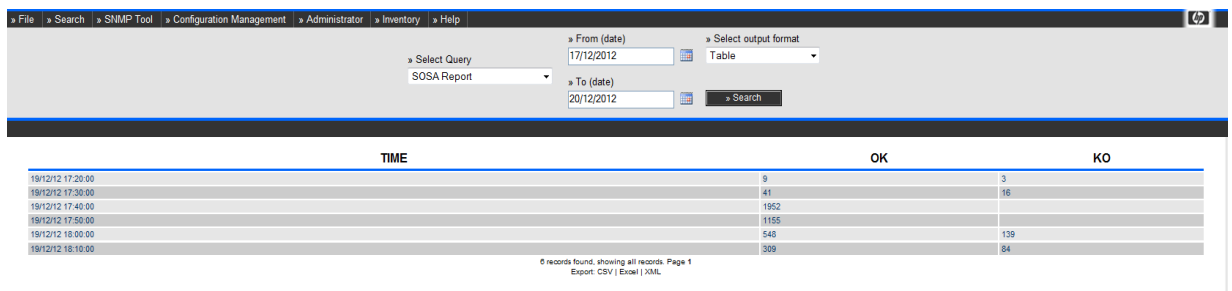 » File » Search » SNMP Tool » Configuration Management » Administrator » Inventory » Help hp
» From (date) » Select output format
» Select Query 17/12/2012 Table
SOSA Report » To (date)
20/12/2012 » Search
TIME OK KO
19/12/12 17:20:00 9 3
19/12/12 17:30:00 41 16
19/12/12 17:40:00 1952
19/12/12 17:50:00 1155
19/12/12 18:00:00 548 139
19/12/12 18:10:00 309 84
6 records found, showing all records. Page 1
Export: CSV | Excel | XML